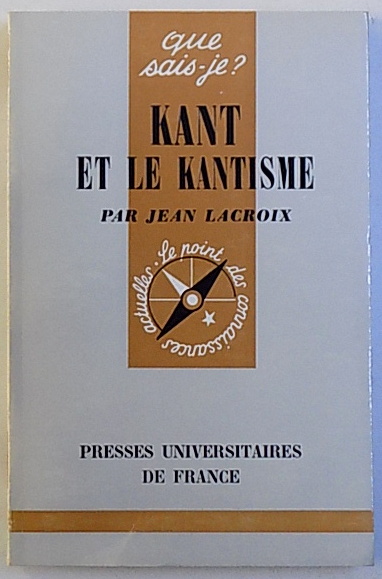 que
sais-je?
KANT
ET LE KANTISME
PAR JEAN LACROIX
Le point des connaissances actuelles.
PRESSES UNIVERSITAIRES
DE FRANCE